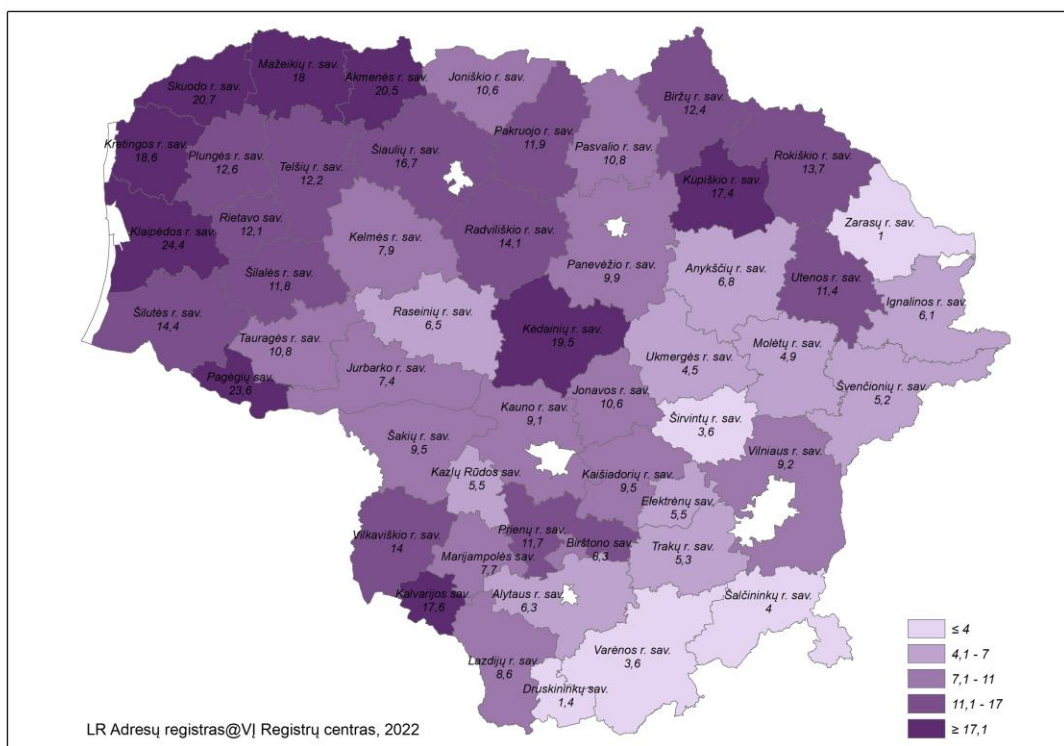 Mažeikių r. sav.
18
Akmenės r. sav.
20,5
Joniškio r. sav.
10,6
Skuodo r. sav.
20,7
Biržų r. sav.
12,4
Kretingos r. sav.
18,6
Plungės r. sav.
12,6
Telšių r. sav.
12,2
Šiaulių r. sav.
16,7
Pakruojo r. sav.
11,9
Pasvalio r. sav.
10,8
Rokiškio r. sav.
13,7
Kupiškio r. sav.
17,4
Zarasų r. sav.
1
Klaipėdos r. sav.
24,4
Rietavo sav.
12,1
Kelmės r. sav.
7,9
Radviliškio r. sav.
14,1
Panevėžio r. sav.
9,9
Anykščių r. sav.
6,8
Utenos r. sav.
11,4
Ignalinos r. sav.
6,1
Šilalės r. sav.
11,8
Šilutės r. sav.
14,4
Tauragės r. sav.
10,8
Raseinių r. sav.
6,5
Kėdainių r. sav.
19,5
Ukmergės r. sav.
4,5
Molėtų r. sav.
4,9
Švenčionių r. sav.
5,2
Pagėgių sav.
23,6
Jurbarko r. sav.
7,4
Jonavos r. sav.
10,6
Kauno r. sav.
9,1
Širvintų r. sav.
3,6
Vilniaus r. sav.
9,2
Šakių r. sav.
9,5
Kazlų Rūdos sav.
5,5
Kaišiadorių r. sav.
9,5
Elektrėnų sav.
5,5
Vilkaviškio r. sav.
14
Prienų r. sav.
11,7
Birštono sav.
8,3
Trakų r. sav.
5,3
Marijampolės sav.
7,7
Kalvarijos sav.
17,6
Alytaus r. sav.
6,3
Šalčininkų r. sav.
4
Lazdijų r. sav.
8,6
Varėnos r. sav.
3,6
Druskininkų sav.
1,4
≤ 4
4,1 - 7
7,1 - 11
11,1 - 17
≥ 17,1
LR Adresų registras@VĮ Registrų centras, 2022